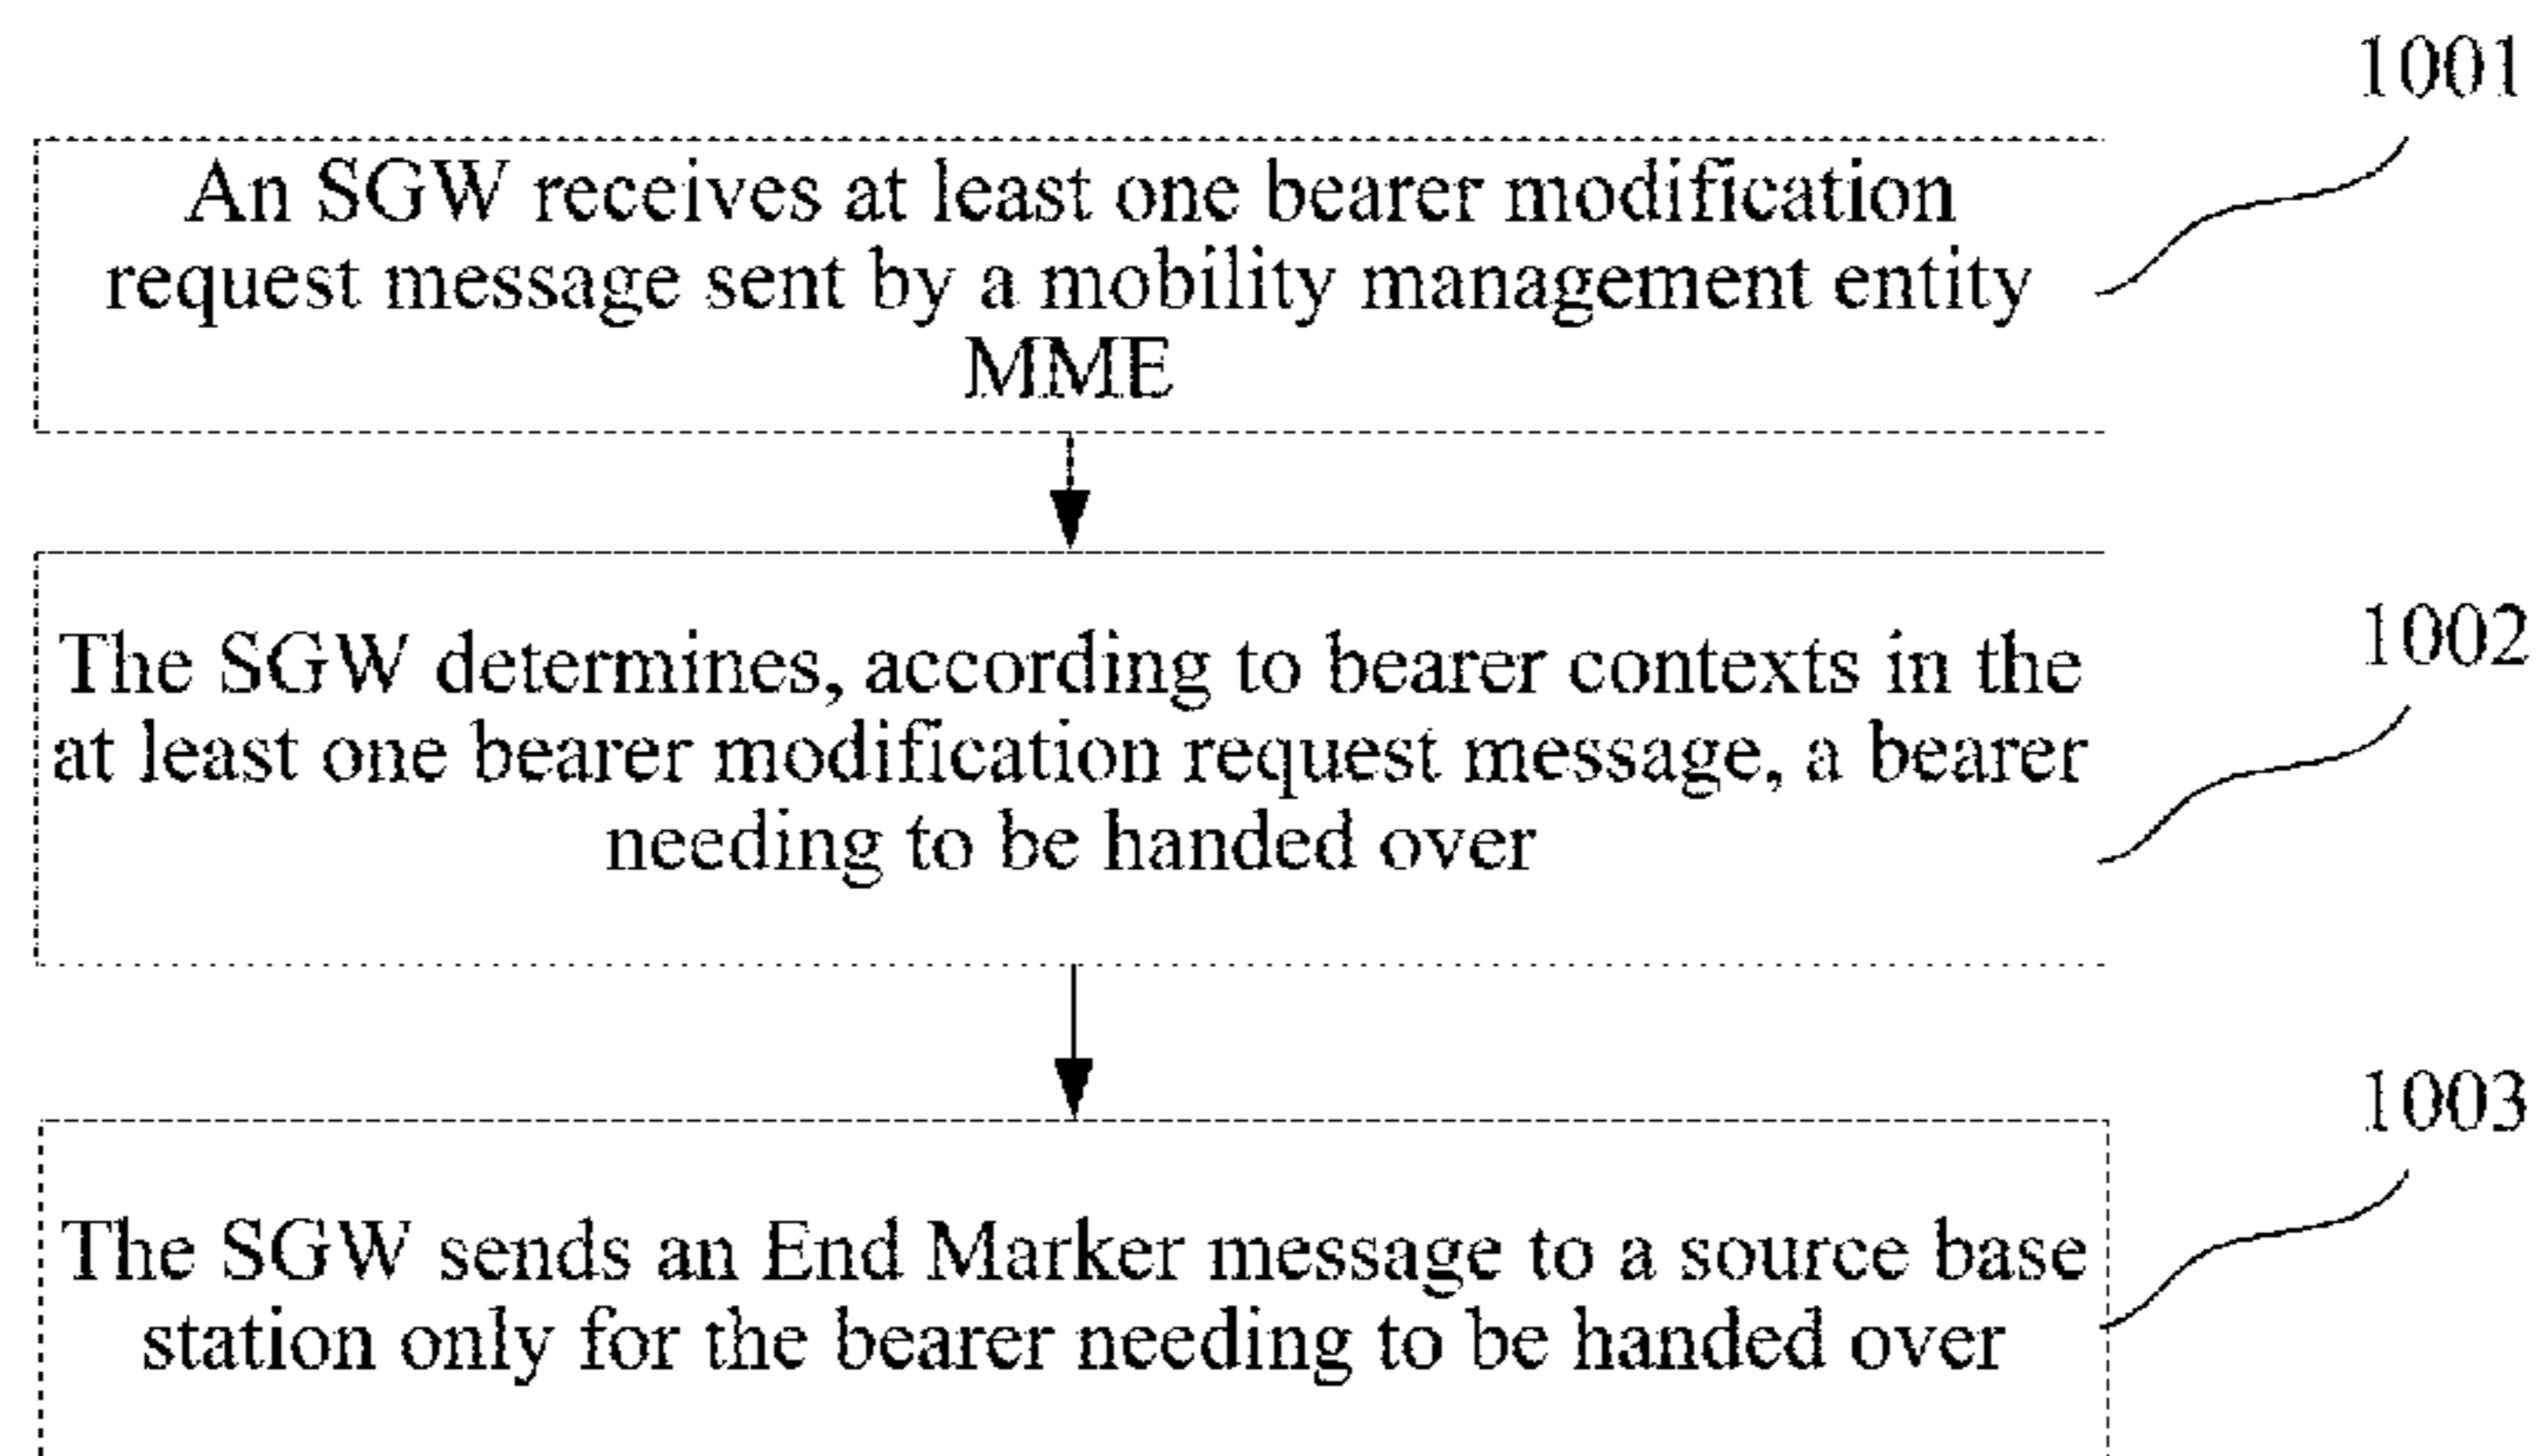 1001
An SGW receives at least one bearer modification
request message sent by a mobility management entity
MME
1002
The SGW determines, according to bearer contexts in the
at least one bearer modification request message, a bearer
needing to be handed over
1003
The SGW sends an End Marker message to a source base
station only for the bearer needing to be handed over